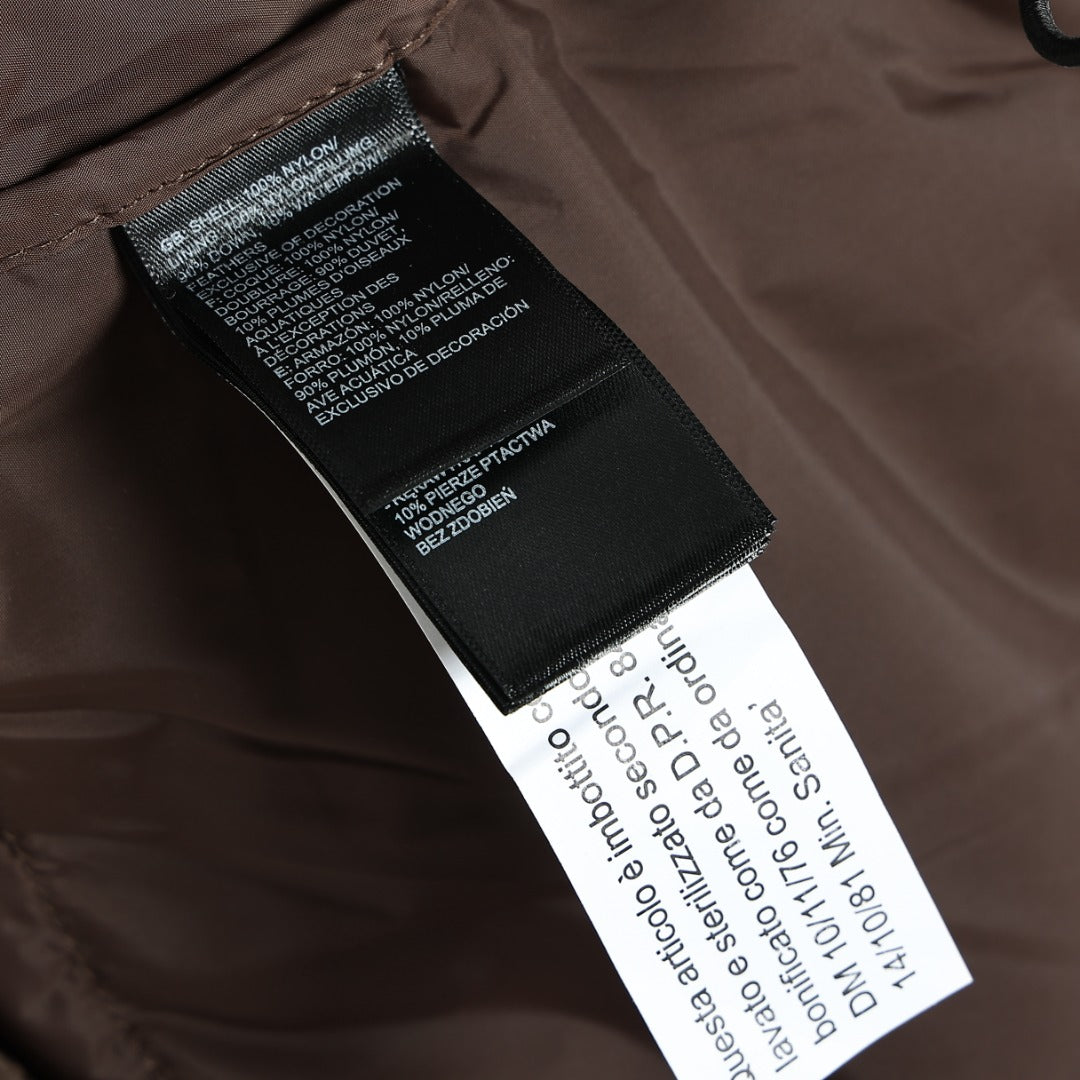 GB: SHELL: 100% NYLON/
LINING: 100% NYLON/FILLING:
90% DOWN, 10% WATERFOWL
FEATHERS
EXCLUSIVE OF DECORATION
F: COQUE: 100% NYLON/
DOUBLURE: 100% NYLON/
BOURRAGE: 90% DUVET,
10% PLUMES D'OISEAUX
AQUATIQUES
À L'EXCEPTION DES
DÉCORATIONS
E: ARMAZÓN: 100% NYLON/
FORRO: 100% NYLON/RELLENO:
90% PLUMÓN, 10% PLUMA DE
AVE ACUÁTICA
EXCLUSIVO DE DECORACIÓN
10% PIERZE PTACTWA
WODNEGO
BEZ ZDOBIEŃ
Questa articolo è imbottito
lavato e sterilizzato secondo
bonificato come da D.P.R.
DM 10/11/76 come da
14/10/81 Min. Sanita'